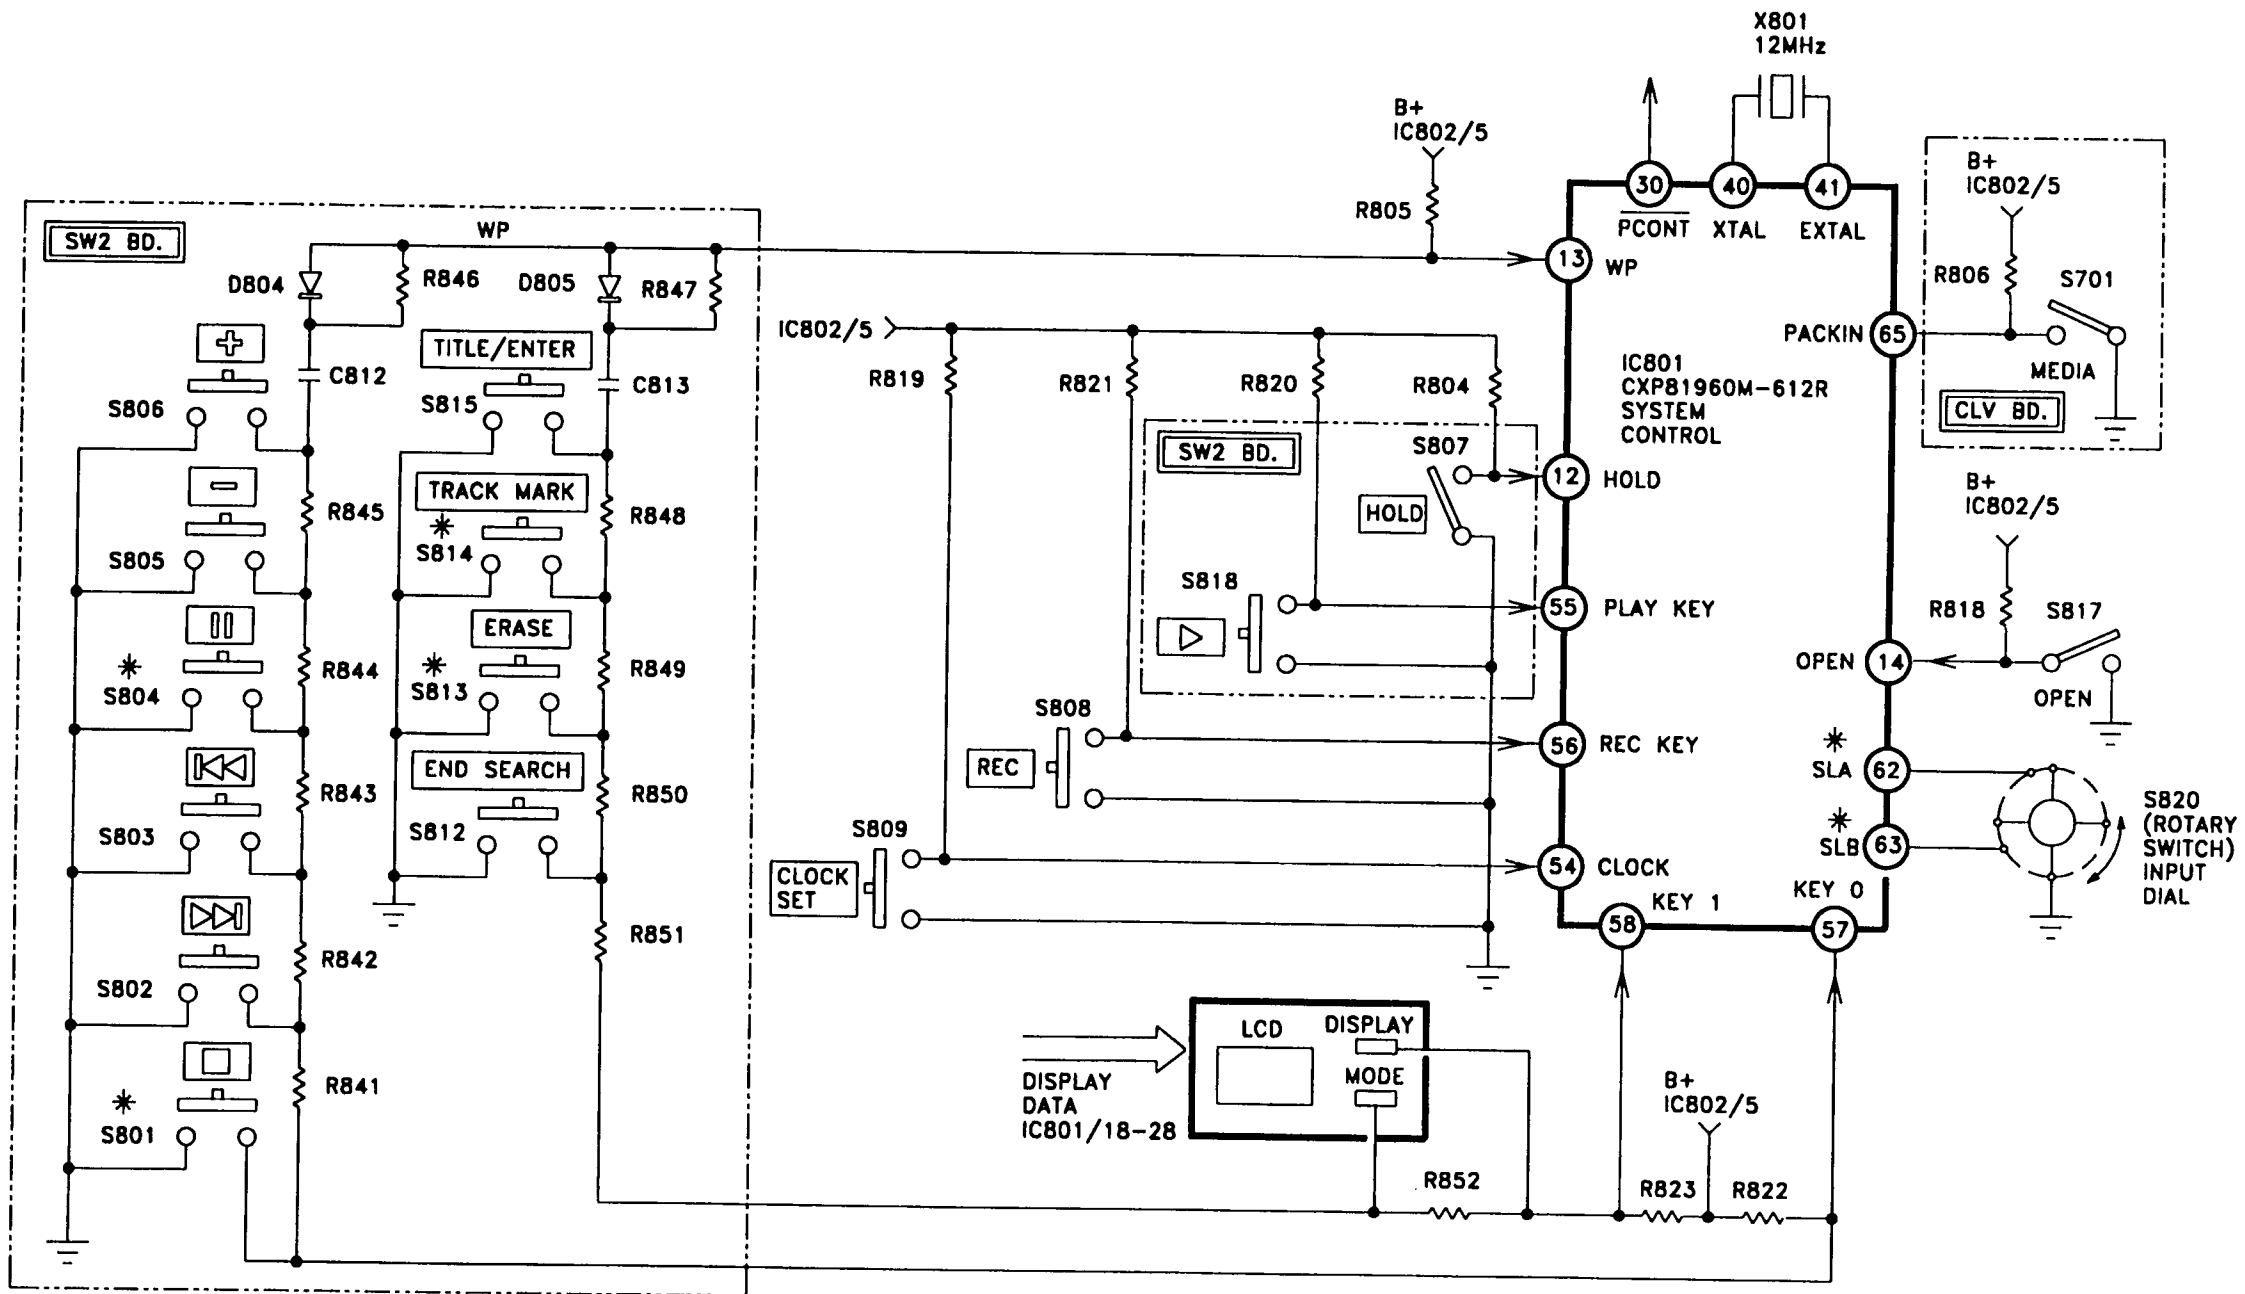 X801
12MHz
B+
IC802/5
R805
30
40
41
PCONT
XTAL
EXTAL
13
WP
B+
IC802/5
R806
S701
MEDIA
CLV BD.
PACKIN
65
SW2 BD.
WP
D804
R846
D805
R847
C812
TITLE/ENTER
C813
S806
S815
R845
TRACK MARK
R848
S805
*
S814
R844
*
S804
ERASE
*
S813
R849
R843
END SEARCH
R850
S803
S812
R842
R851
S802
R841
*
S801
IC802/5
R819
R821
R820
R804
IC801
CXP81960M-612R
SYSTEM
CONTROL
SW2 BD.
S807
HOLD
12
HOLD
S818
55
PLAY KEY
S808
REC
56
REC KEY
S809
CLOCK
SET
54
CLOCK
B+
IC802/5
R818
S817
OPEN
14
OPEN
*
SLA
62
*
SLB
63
S820
(ROTARY
SWITCH)
INPUT
DIAL
KEY 1
KEY 0
58
57
LCD
DISPLAY
MODE
DISPLAY
DATA
IC801/18-28
B+
IC802/5
R852
R823
R822